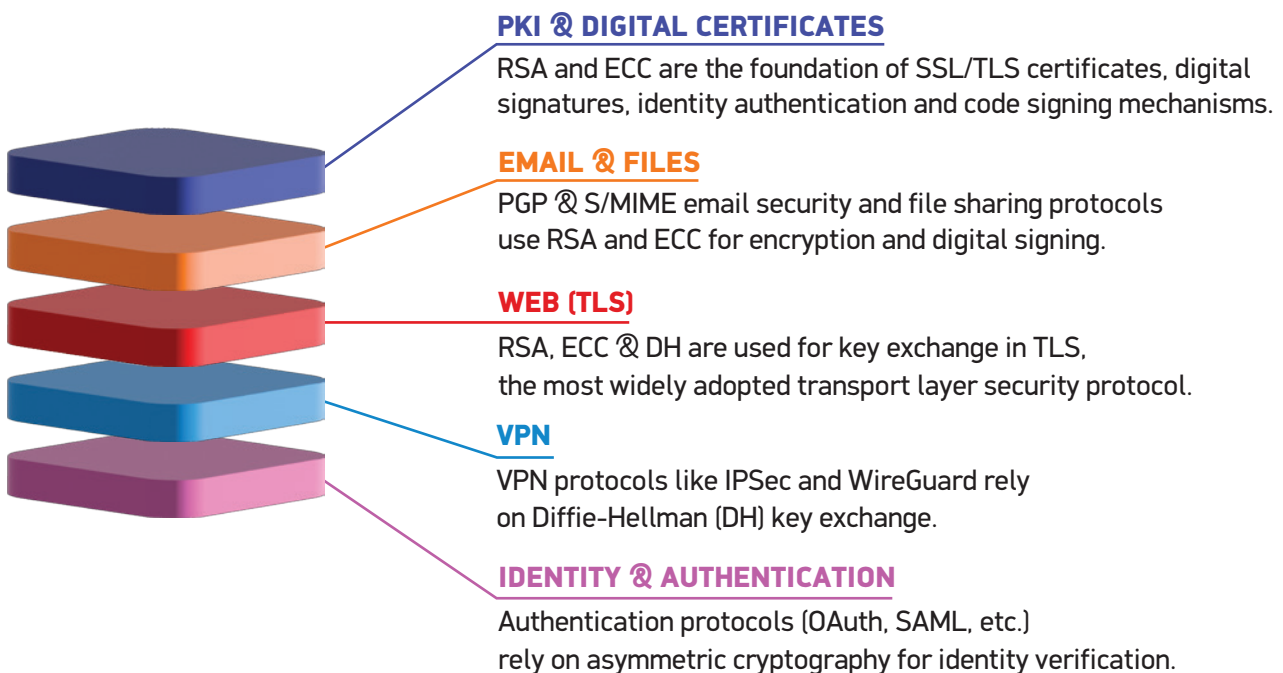 PKI & DIGITAL CERTIFICATES
RSA and ECC are the foundation of SSL/TLS certificates, digital
signatures, identity authentication and code signing mechanisms.
EMAIL & FILES
PGP & S/MIME email security and file sharing protocols
use RSA and ECC for encryption and digital signing.
WEB (TLS)
RSA, ECC & DH are used for key exchange in TLS,
the most widely adopted transport layer security protocol.
VPN
VPN protocols like IPSec and WireGuard rely
on Diffie-Hellman (DH) key exchange.
IDENTITY & AUTHENTICATION
Authentication protocols (OAuth, SAML, etc.)
rely on asymmetric cryptography for identity verification.